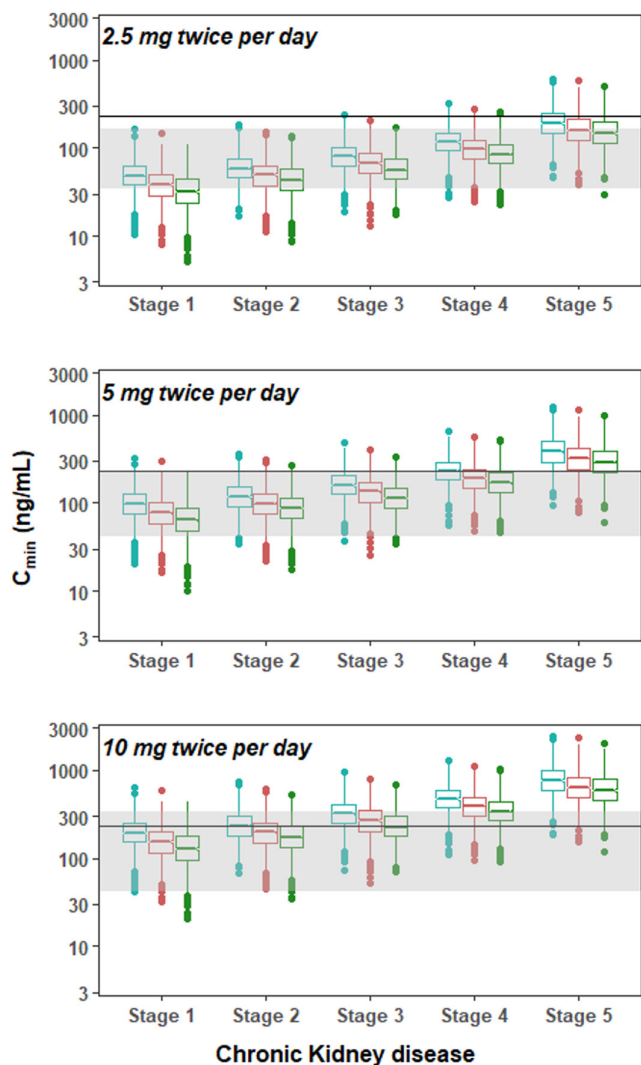 2.5 mg twice per day
3000
1000
300
100
30
10
3
Stage 1 Stage 2 Stage 3 Stage 4 Stage 5
5 mg twice per day
3000
1000
300
100
30
10
3
Stage 1 Stage 2 Stage 3 Stage 4 Stage 5
Cmin (ng/mL)
10 mg twice per day
3000
1000
300
100
30
10
3
Stage 1 Stage 2 Stage 3 Stage 4 Stage 5
Chronic Kidney disease